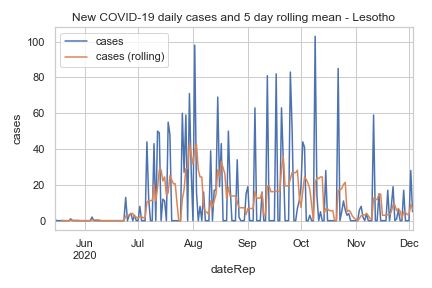 New COVID-19 daily cases and 5 day rolling mean - Lesotho
cases
cases (rolling)
100
80
60
40
20
0
cases
Jun Jul Aug Sep Oct Nov Dec
2020
dateRep